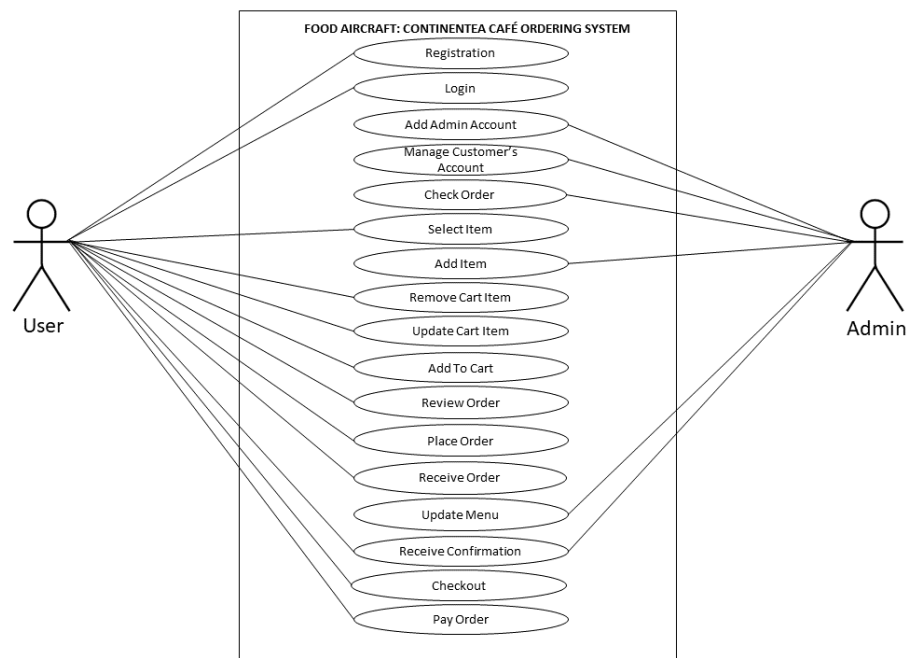 FOOD AIRCRAFT: CONTINENTEA CAFÉ ORDERING SYSTEM
Registration
Login
Add Admin Account
Manage Customer's
Account
Check Order
Select Item
Add Item
Remove Cart Item
Update Cart Item
Add To Cart
Review Order
Place Order
Receive Order
Update Menu
Receive Confirmation
Checkout
Pay Order
User
Admin